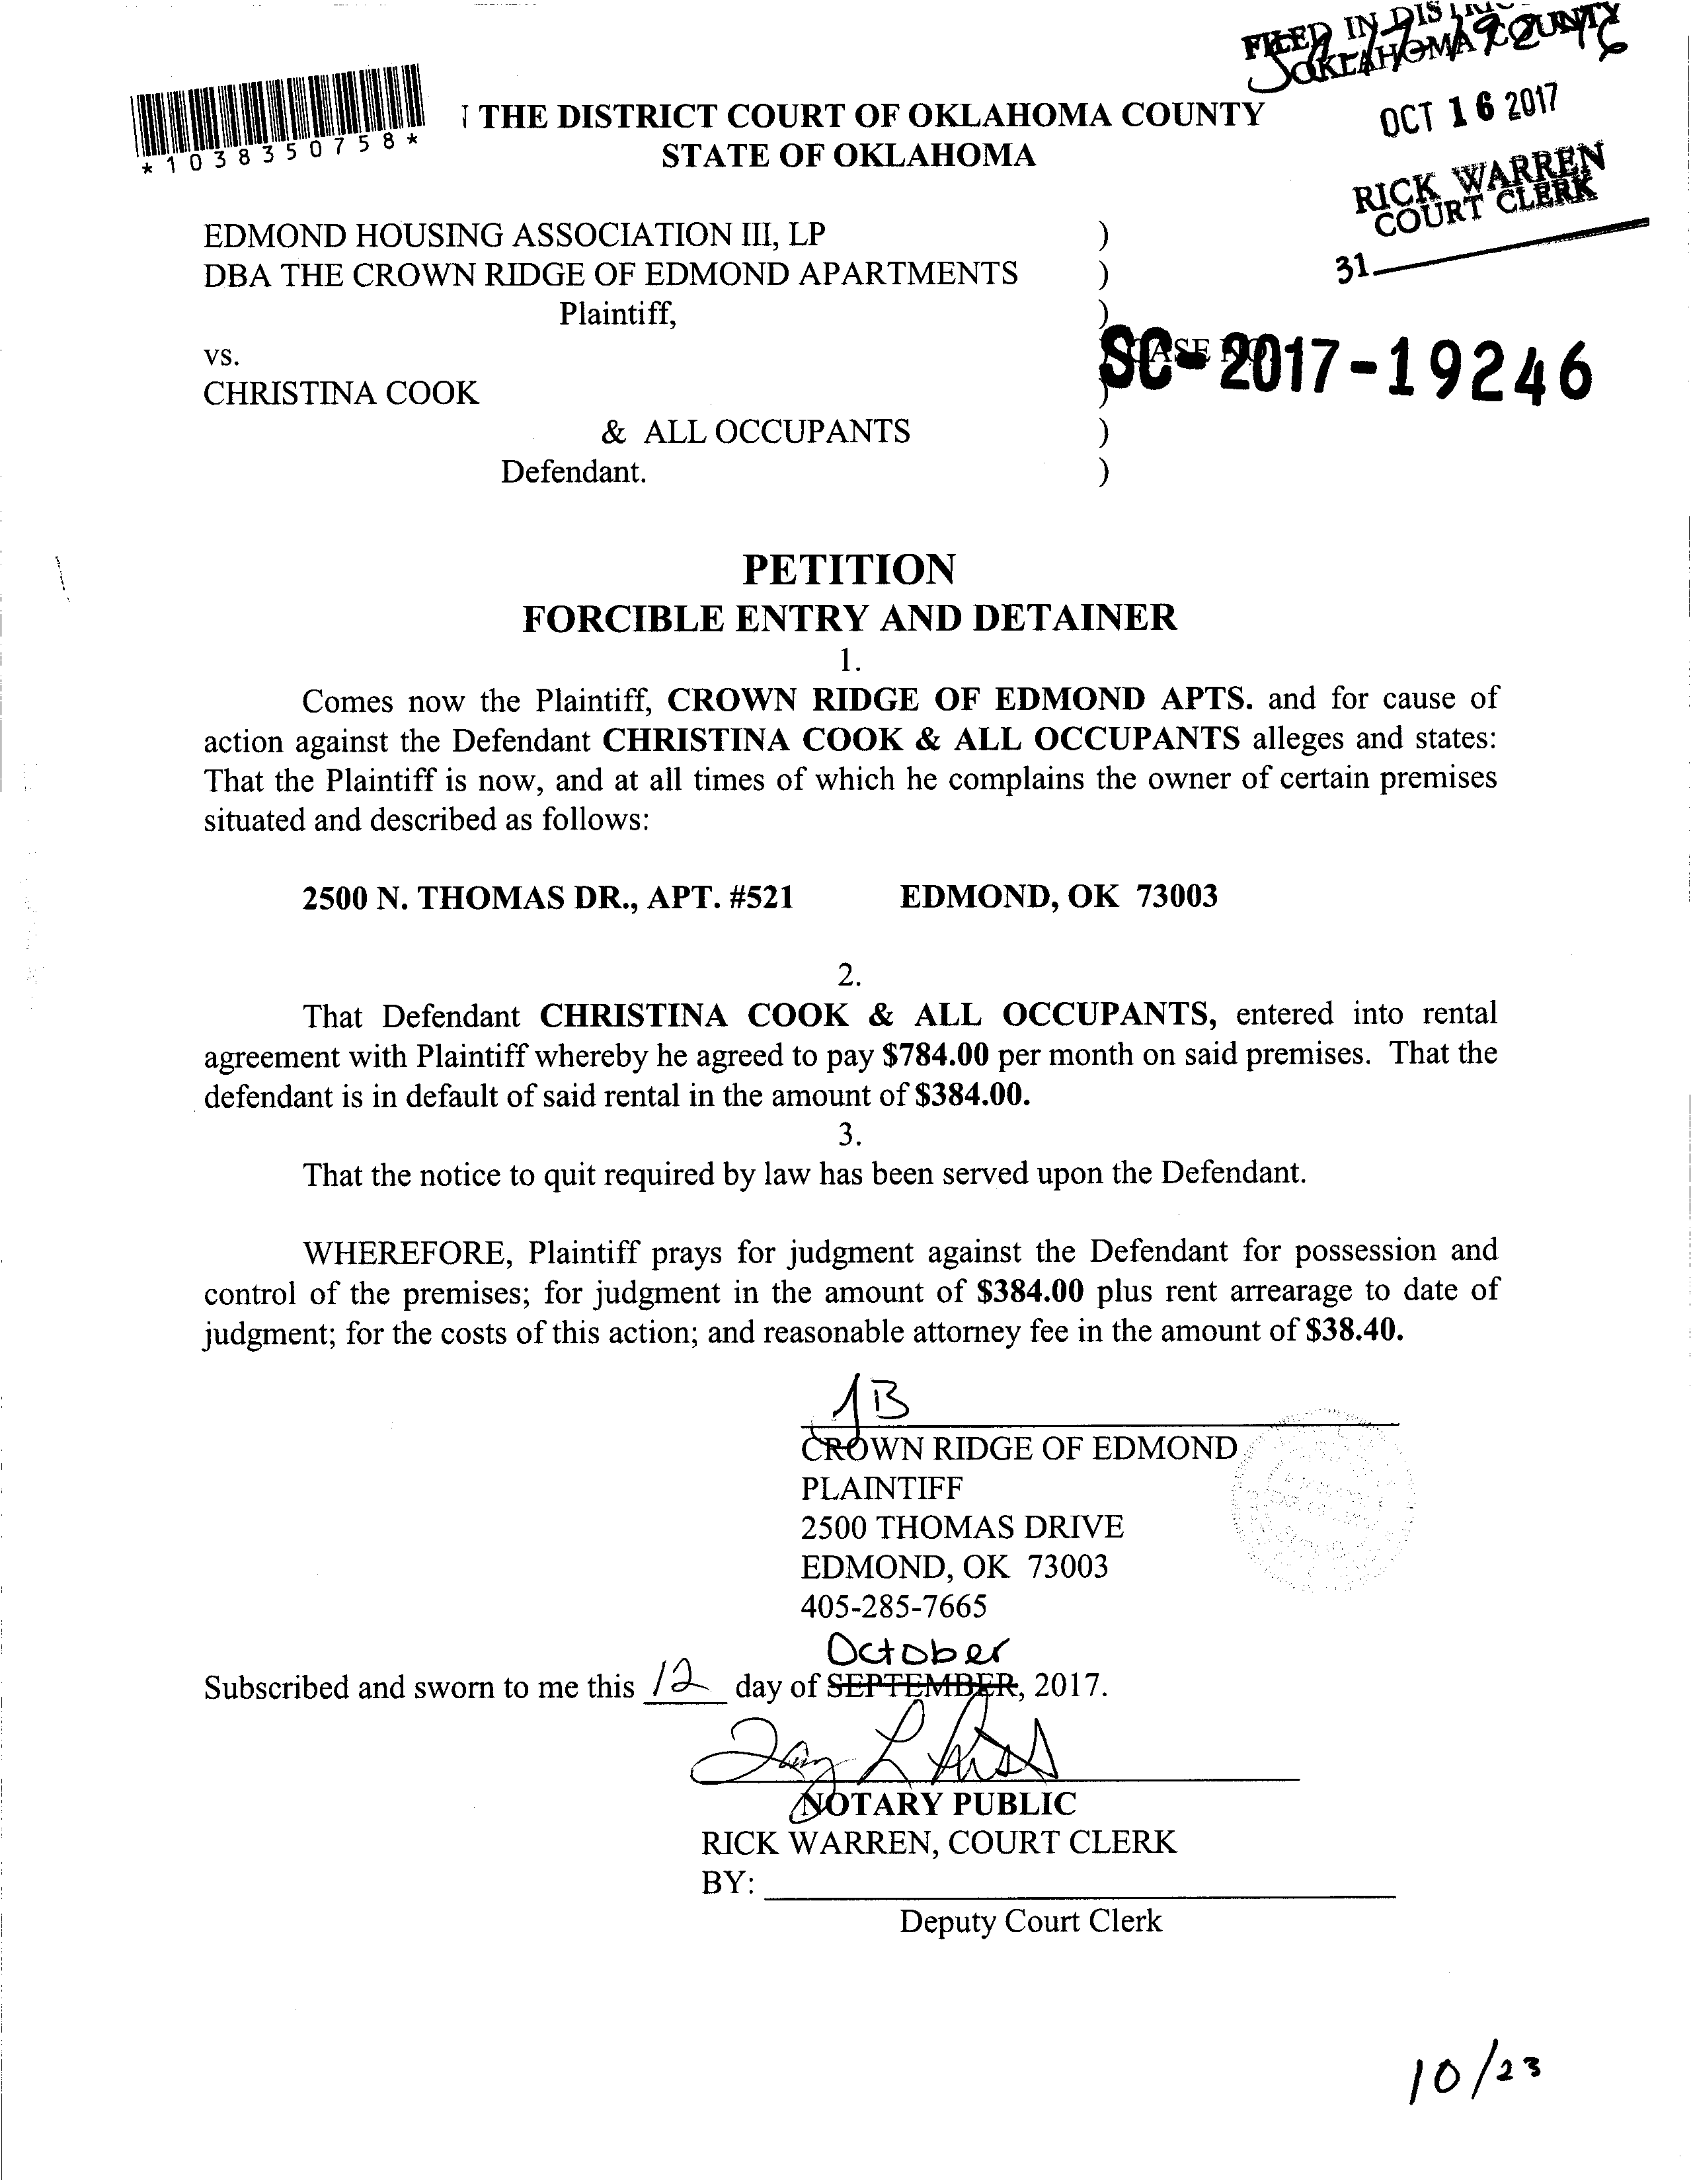 FILED IN DISTRIC
OKLAHOMA COUNTY
OCT 16 2017
RICK WARREN
COURT CLERK
31
*1038350758*
THE DISTRICT COURT OF OKLAHOMA COUNTY
STATE OF OKLAHOMA
EDMOND HOUSING ASSOCIATION III, LP )
DBA THE CROWN RIDGE OF EDMOND APARTMENTS )
Plaintiff, )
vs. CASE NO. SC-2017-19246
CHRISTINA COOK )
& ALL OCCUPANTS )
Defendant. )
PETITION
FORCIBLE ENTRY AND DETAINER
1.
Comes now the Plaintiff, CROWN RIDGE OF EDMOND APTS. and for cause of
action against the Defendant CHRISTINA COOK & ALL OCCUPANTS alleges and states:
That the Plaintiff is now, and at all times of which he complains the owner of certain premises
situated and described as follows:
2500 N. THOMAS DR., APT. #521 EDMOND, OK 73003
2.
That Defendant CHRISTINA COOK & ALL OCCUPANTS, entered into rental
agreement with Plaintiff whereby he agreed to pay $784.00 per month on said premises. That the
defendant is in default of said rental in the amount of $384.00.
3.
That the notice to quit required by law has been served upon the Defendant.
WHEREFORE, Plaintiff prays for judgment against the Defendant for possession and
control of the premises; for judgment in the amount of $384.00 plus rent arrearage to date of
judgment; for the costs of this action; and reasonable attorney fee in the amount of $38.40.
JB
CROWN RIDGE OF EDMOND
PLAINTIFF
2500 THOMAS DRIVE
EDMOND, OK 73003
405-285-7665
October
Subscribed and sworn to me this 12 day of SEPTEMBER, 2017.
NOTARY PUBLIC
RICK WARREN, COURT CLERK
BY:
Deputy Court Clerk
10/23